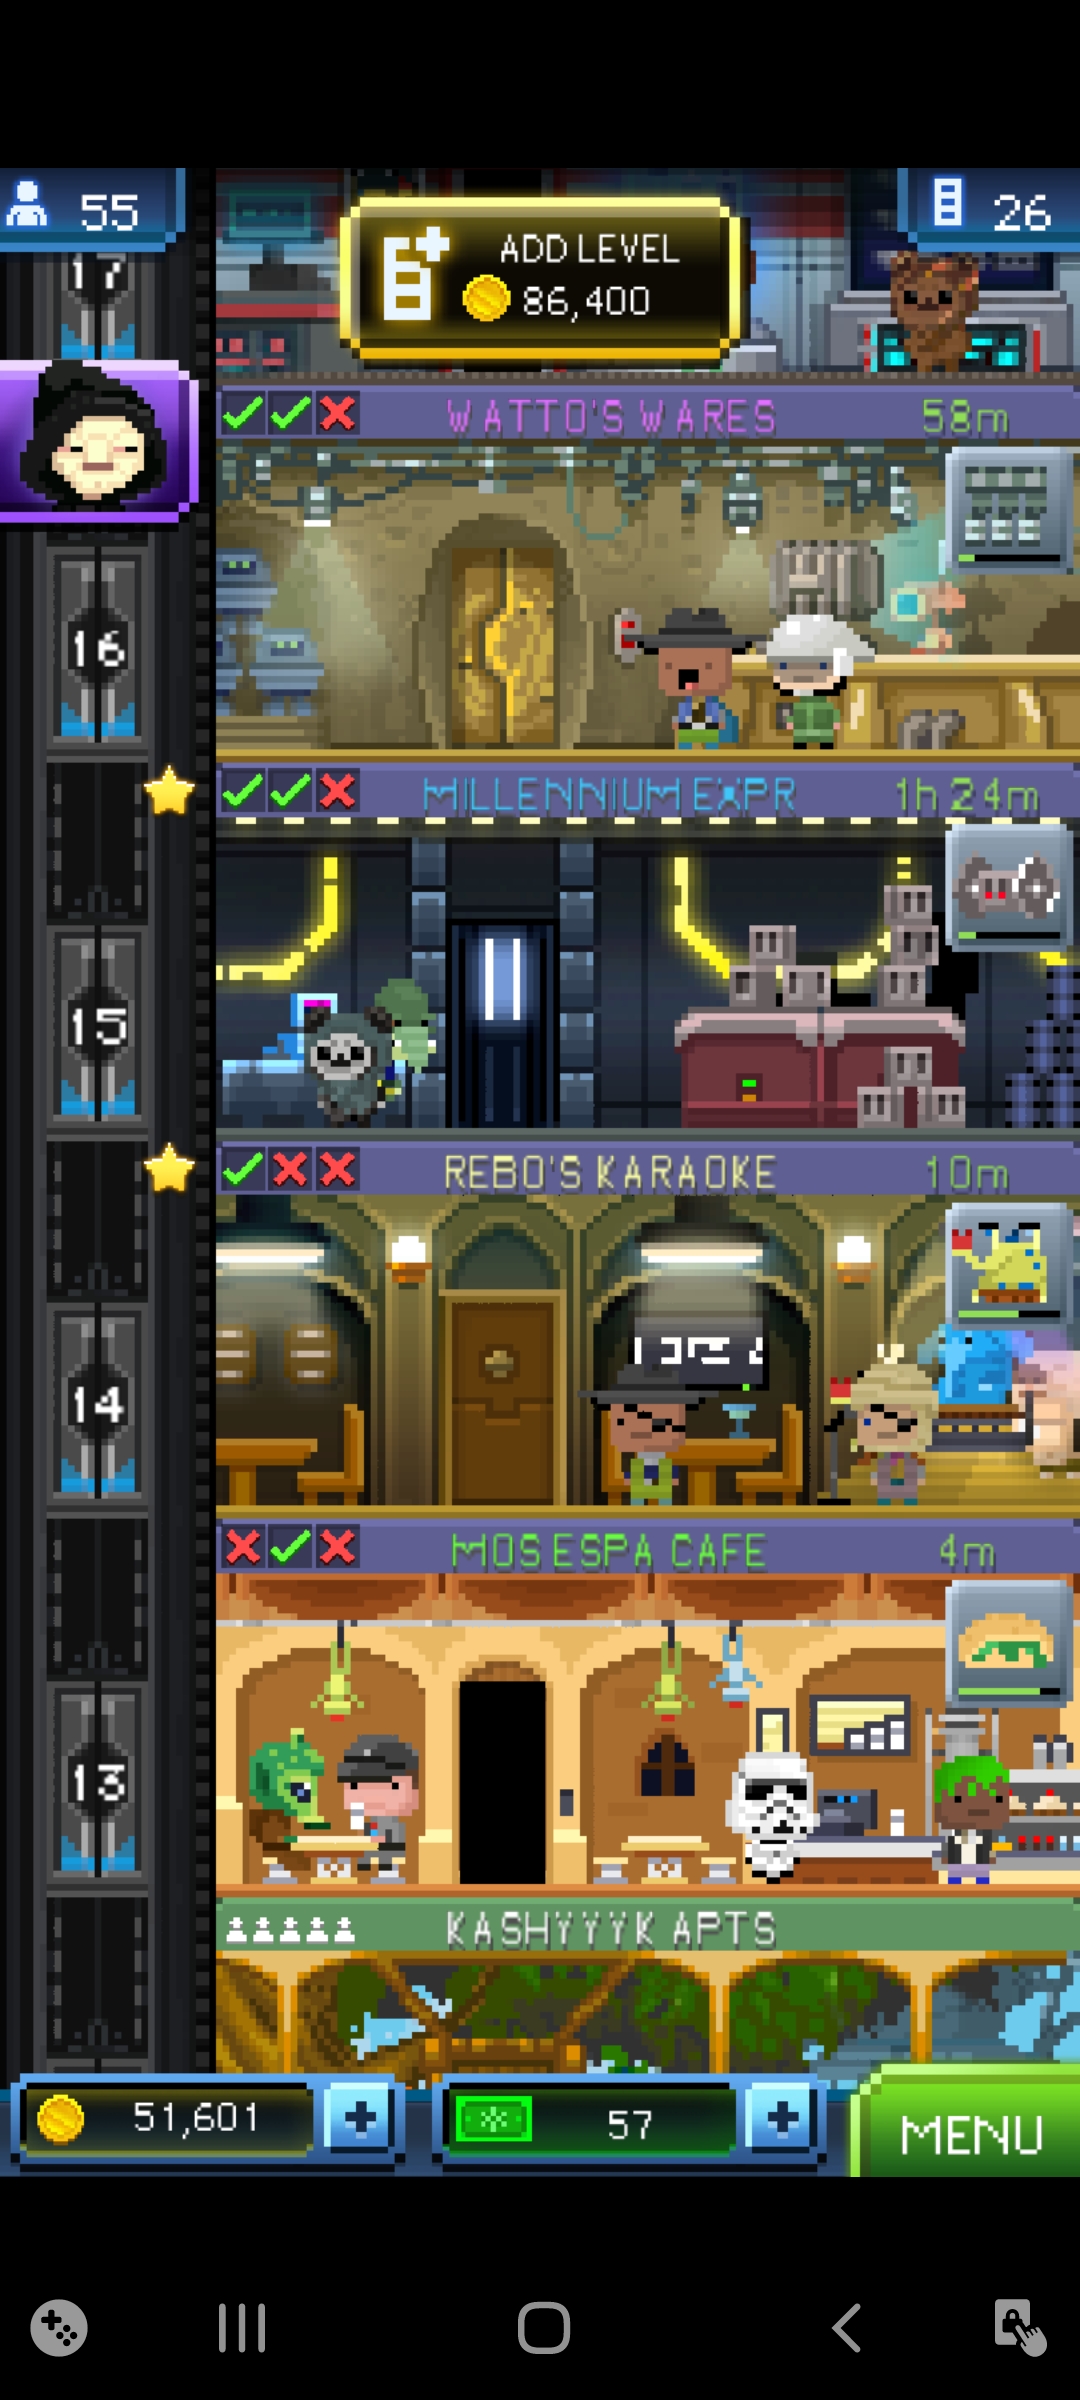 55
ADD LEVEL
86,400
26
17
WATTO'S WARES
58m
16
MILLENNIUM EXPR
1h 24m
15
REBO'S KARAOKE
10m
14
MOS ESPA CAFE
4m
13
KASHYYYK APTS
51,601
57
MENU